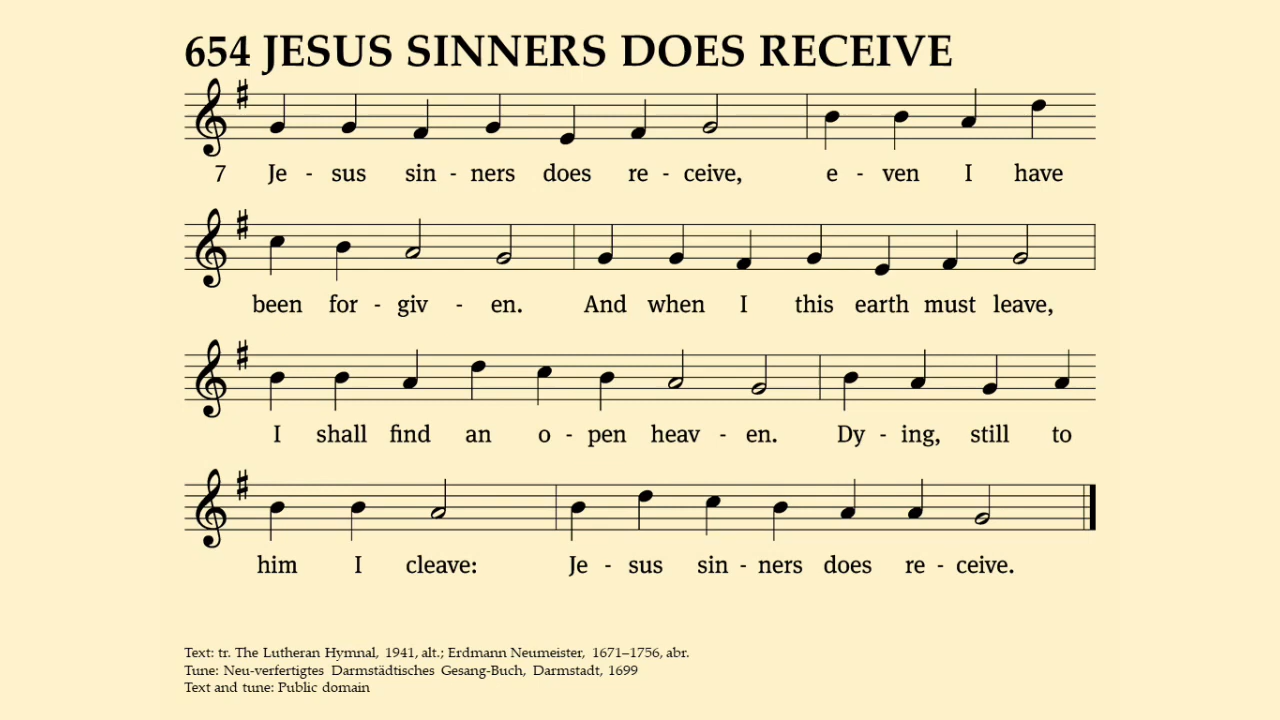 654 JESUS SINNERS DOES RECEIVE
7 Je - sus sin - ners does re - ceive, e - ven I have
been for - giv - en. And when I this earth must leave,
I shall find an o - pen heav - en. Dy - ing, still to
him I cleave: Je - sus sin - ners does re - ceive.
Text: tr. The Lutheran Hymnal, 1941, alt.; Erdmann Neumeister, 1671–1756, abr.
Tune: Neu-verfertigtes Darmstädtisches Gesang-Buch, Darmstadt, 1699
Text and tune: Public domain